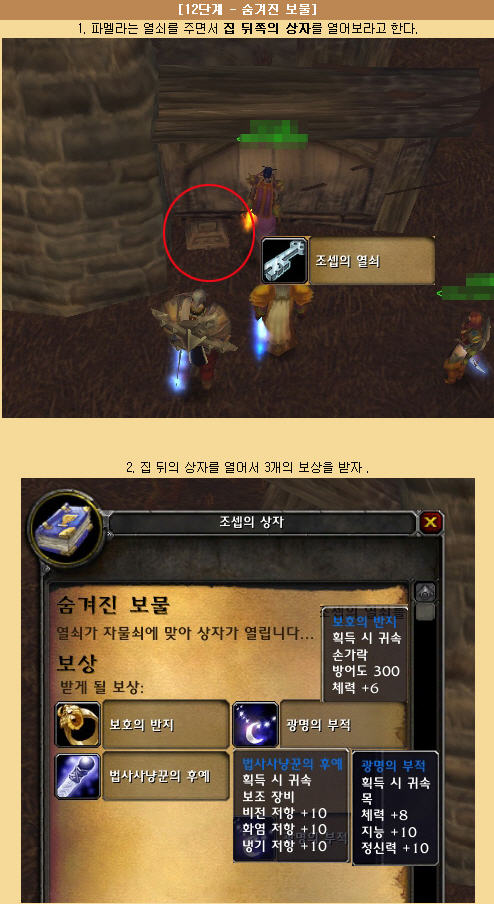 [12단계 - 숨겨진 보물]
1. 파멜라는 열쇠를 주면서 집 뒤쪽의 상자를 열어보라고 한다.
조셉의 열쇠
2. 집 뒤의 상자를 열어서 3개의 보상을 받자.
조셉의 상자
숨겨진 보물
열쇠가 자물쇠에 맞아 상자가 열립니다...
보상
받게 될 보상:
보호의 반지
획득 시 귀속
손가락
방어도 300
체력 +6
보호의 반지
광명의 부적
법사사냥꾼의 후예
법사사냥꾼의 후예
획득 시 귀속
보조 장비
비전 저항 +10
화염 저항 +10
냉기 저항 +10
광명의 부적
획득 시 귀속
목
체력 +8
지능 +10
정신력 +10